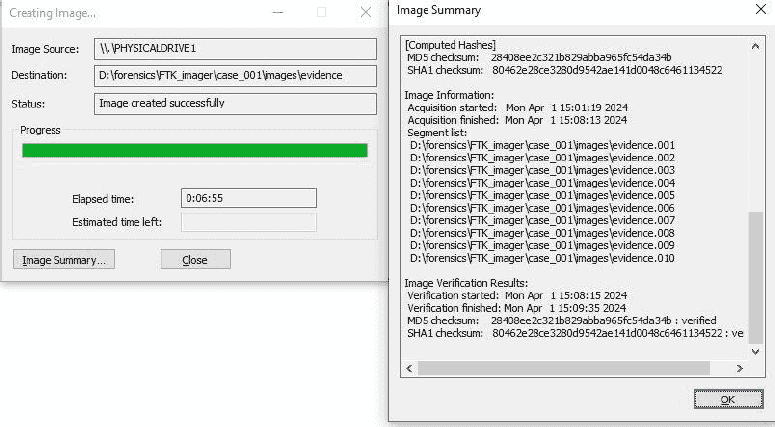 Creating Image...
Image Source: \\.\PHYSICALDRIVE1
Destination: D:\forensics\FTK_imager\case_001\images\evidence
Status: Image created successfully
Progress
Elapsed time: 0:06:55
Estimated time left:
Image Summary...
Close
Image Summary
[Computed Hashes]
MD5 checksum: 28408ee2c321b829abba965fc54da34b
SHA1 checksum: 80462e28ce3280d9542ae141d0048c6461134522
Image Information:
Acquisition started: Mon Apr 1 15:01:19 2024
Acquisition finished: Mon Apr 1 15:08:13 2024
Segment list:
D:\forensics\FTK_imager\case_001\images\evidence.001
D:\forensics\FTK_imager\case_001\images\evidence.002
D:\forensics\FTK_imager\case_001\images\evidence.003
D:\forensics\FTK_imager\case_001\images\evidence.004
D:\forensics\FTK_imager\case_001\images\evidence.005
D:\forensics\FTK_imager\case_001\images\evidence.006
D:\forensics\FTK_imager\case_001\images\evidence.007
D:\forensics\FTK_imager\case_001\images\evidence.008
D:\forensics\FTK_imager\case_001\images\evidence.009
D:\forensics\FTK_imager\case_001\images\evidence.010
Image Verification Results:
Verification started: Mon Apr 1 15:08:15 2024
Verification finished: Mon Apr 1 15:09:35 2024
MD5 checksum: 28408ee2c321b829abba965fc54da34b : verified
SHA1 checksum: 80462e28ce3280d9542ae141d0048c6461134522 : ve
OK